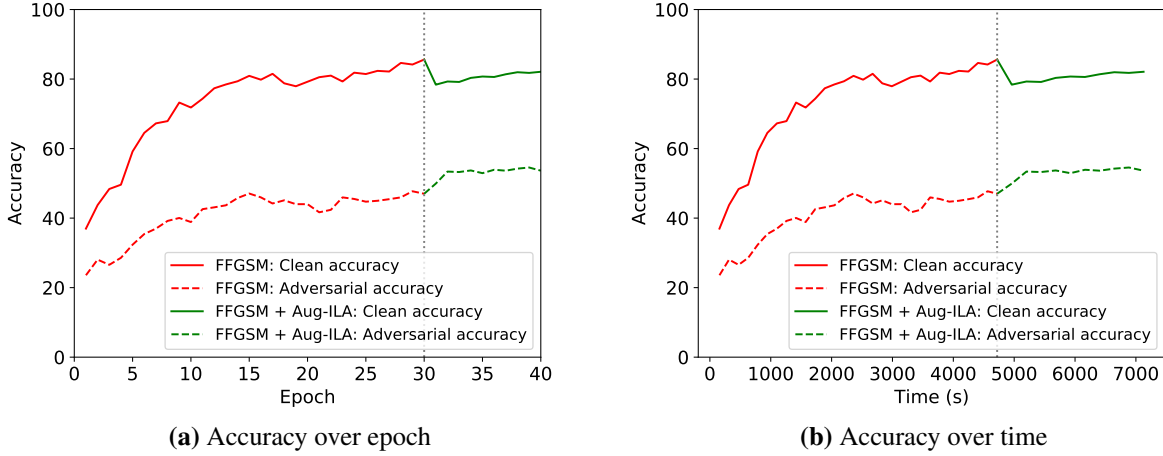 100
80
60
40
20
0
Accuracy
FFGSM: Clean accuracy
FFGSM: Adversarial accuracy
FFGSM + Aug-ILA: Clean accuracy
FFGSM + Aug-ILA: Adversarial accuracy
0 5 10 15 20 25 30 35 40
Epoch
(a) Accuracy over epoch
100
80
60
40
20
0
Accuracy
FFGSM: Clean accuracy
FFGSM: Adversarial accuracy
FFGSM + Aug-ILA: Clean accuracy
FFGSM + Aug-ILA: Adversarial accuracy
0 1000 2000 3000 4000 5000 6000 7000
Time (s)
(b) Accuracy over time